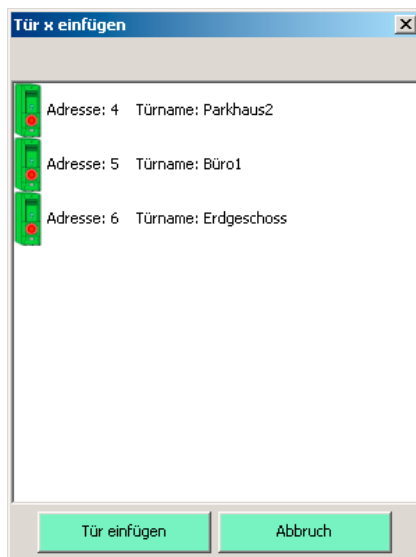 Tür x einfügen
Adresse: 4 Türname: Parkhaus2
Adresse: 5 Türname: Büro1
Adresse: 6 Türname: Erdgeschoss
Tür einfügen Abbruch